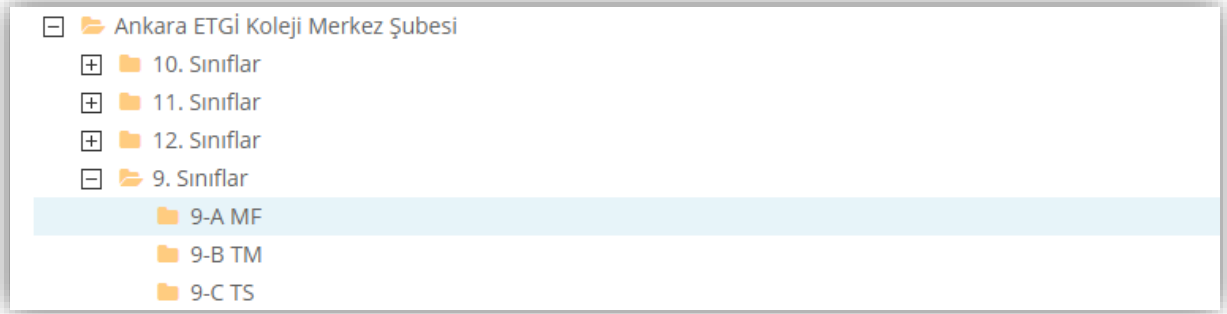 Ankara ETGİ Koleji Merkez Şubesi
10. Sınıflar
11. Sınıflar
12. Sınıflar
9. Sınıflar
9-A MF
9-B TM
9-C TS